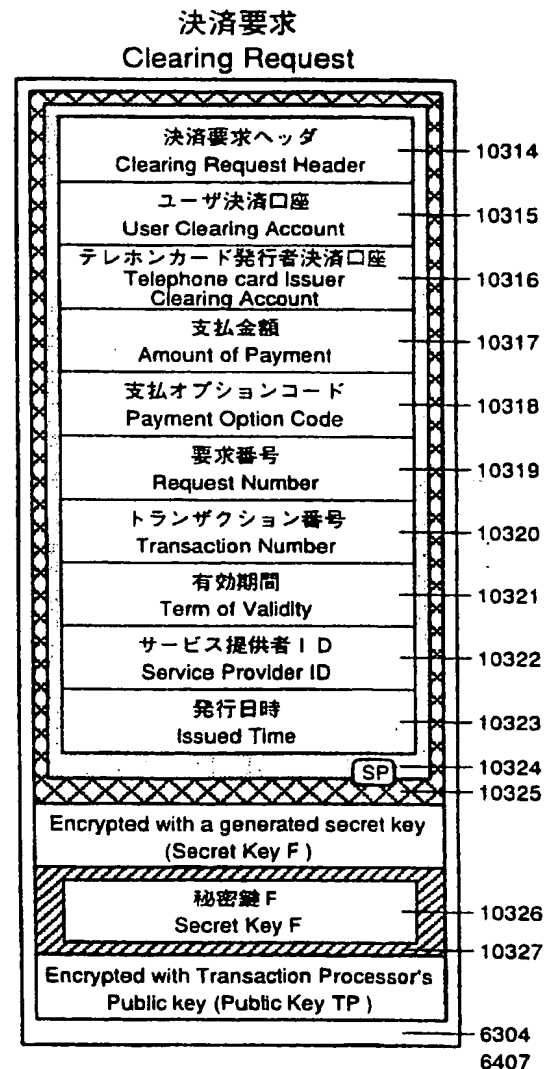 決済要求
Clearing Request
決済要求ヘッダ
Clearing Request Header
10314
ユーザ決済口座
User Clearing Account
10315
テレホンカード発行者決済口座
Telephone card Issuer
Clearing Account
10316
支払金額
Amount of Payment
10317
支払オプションコード
Payment Option Code
10318
要求番号
Request Number
10319
トランザクション番号
Transaction Number
10320
有効期間
Term of Validity
10321
サービス提供者ID
Service Provider ID
10322
発行日時
Issued Time
10323
SP
10324
10325
Encrypted with a generated secret key
(Secret Key F )
秘密鍵F
Secret Key F
10326
10327
Encrypted with Transaction Processor's
Public key (Public Key TP )
6304
6407